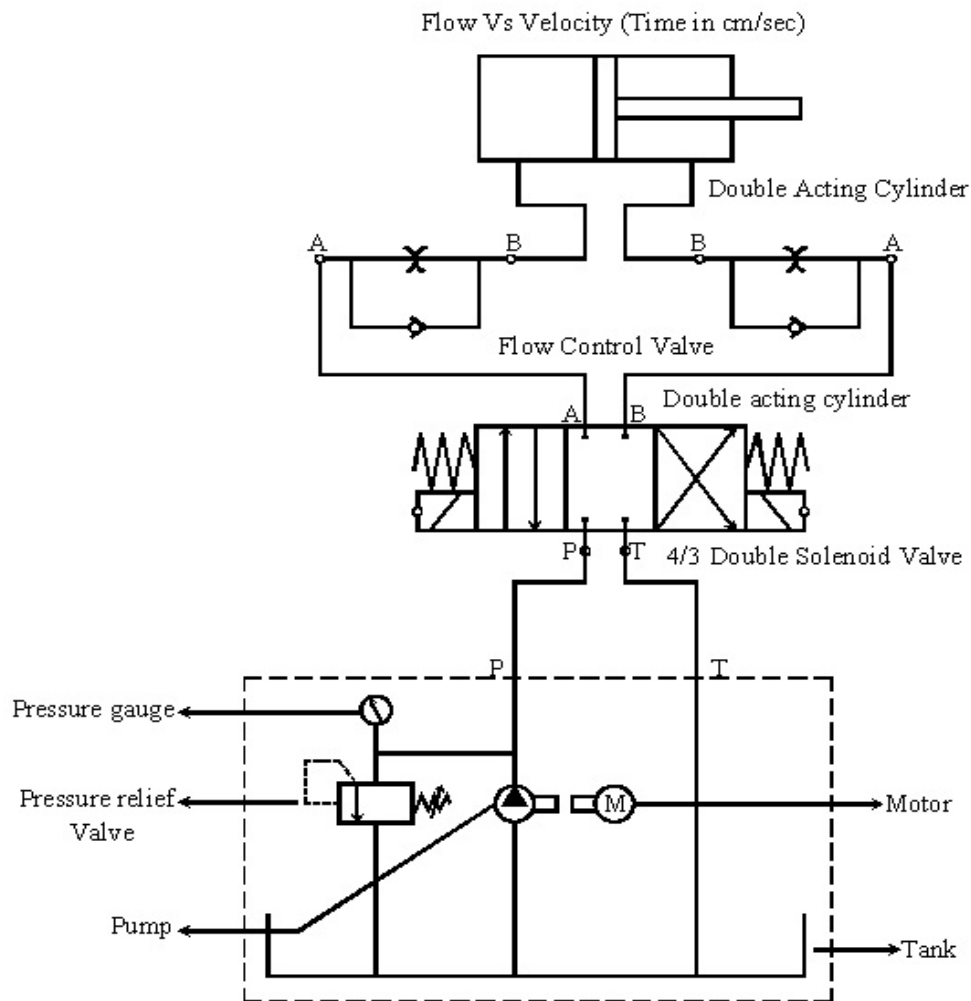 Flow Vs Velocity (Time in cm/sec)
Double Acting Cylinder
A
B
B
A
Flow Control Valve
Double acting cylinder
A
B
P
T
4/3 Double Solenoid Valve
P
T
Pressure gauge
Pressure relief
Valve
M
Motor
Pump
Tank